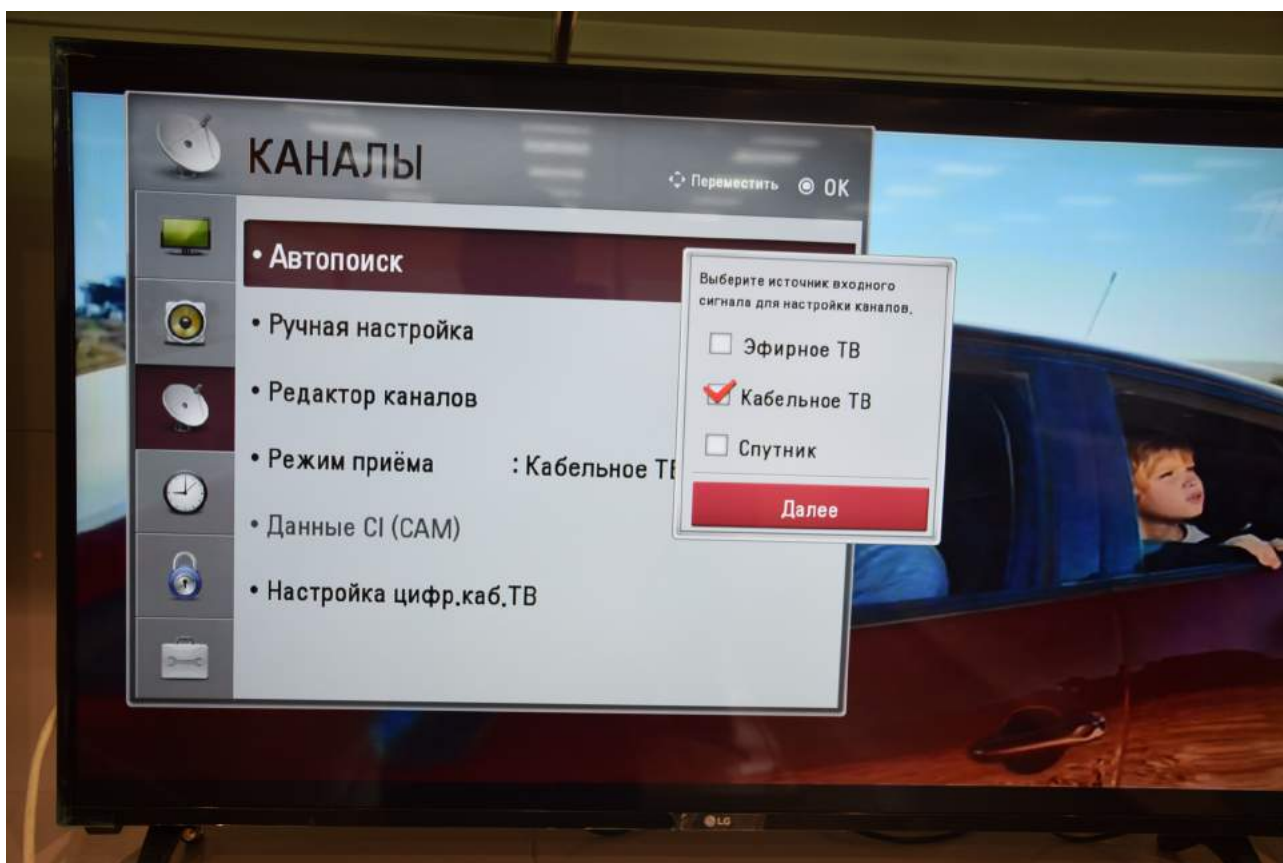 КАНАЛЫ
Переместить OK
• Автопоиск
• Ручная настройка
• Редактор каналов
• Режим приёма : Кабельное ТВ
• Данные CI (CAM)
• Настройка цифр.каб.ТВ
Выберите источник входного
сигнала для настройки каналов.
Эфирное ТВ
Кабельное ТВ
Спутник
Далее
LG